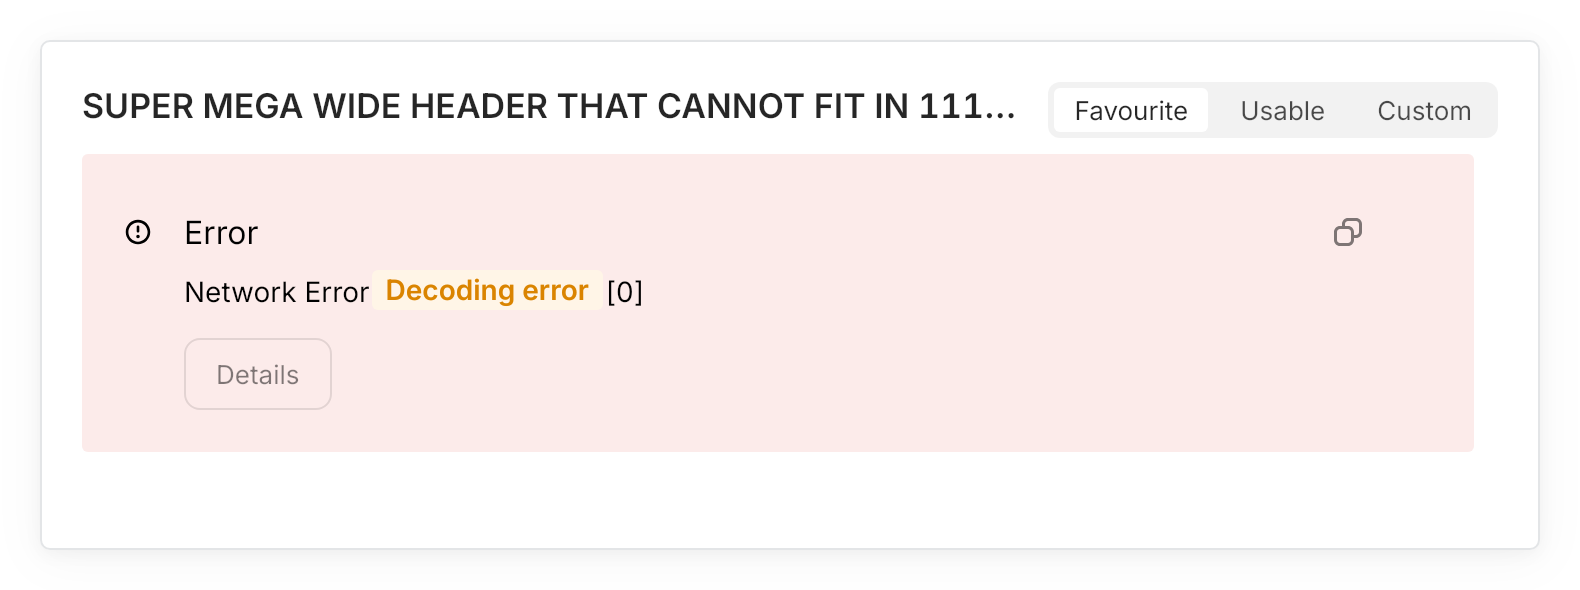 SUPER MEGA WIDE HEADER THAT CANNOT FIT IN 111...
Favourite Usable Custom
Error
Network Error Decoding error [0]
Details